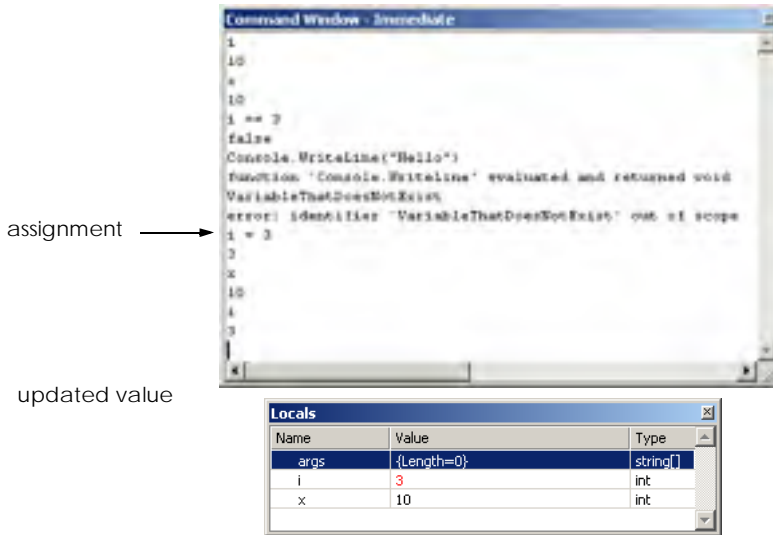 Command Window - Immediate
i
10
x
10
i == 3
false
Console.WriteLine("Hello")
function 'Console.WriteLine' evaluated and returned void
VariableThatDoesNotExist
error: identifier 'VariableThatDoesNotExist' out of scope
assignment
i = 3
3
x
10
i
3
updated value
Locals
Name Value Type
args {Length=0} string[]
i 3 int
x 10 int